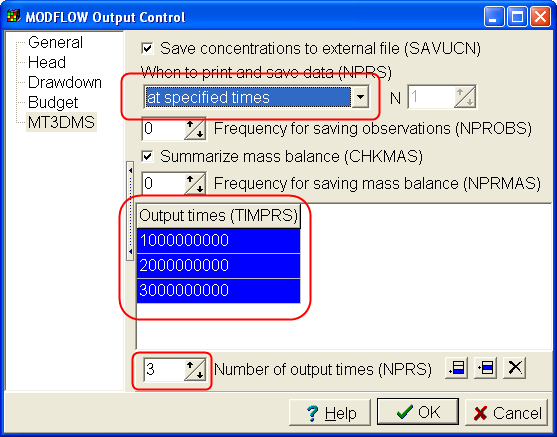 MODFLOW Output Control
General
Head
Drawdown
Budget
MT3DMS
Save concentrations to external file (SAVUCN)
When to print and save data (NPRS)
at specified times N 1
0 Frequency for saving observations (NPROBS)
Summarize mass balance (CHKMAS)
0 Frequency for saving mass balance (NPRMAS)
Output times (TIMPRS)
1000000000
2000000000
3000000000
3 Number of output times (NPRS)
? Help OK Cancel